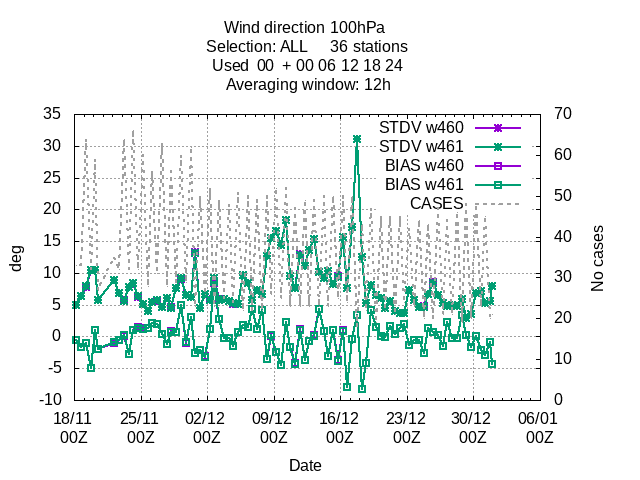 Wind direction 100hPa
Selection: ALL     36 stations
Used  00  + 00 06 12 18 24
Averaging window: 12h
35 70
30 60
25 50
20 40
15 30
10 20
5 10
0 0
-5
-10
deg
No cases
STDV w460
STDV w461
BIAS w460
BIAS w461
CASES
18/11 25/11 02/12 09/12 16/12 23/12 30/12 06/01
00Z 00Z 00Z 00Z 00Z 00Z 00Z 00Z
Date